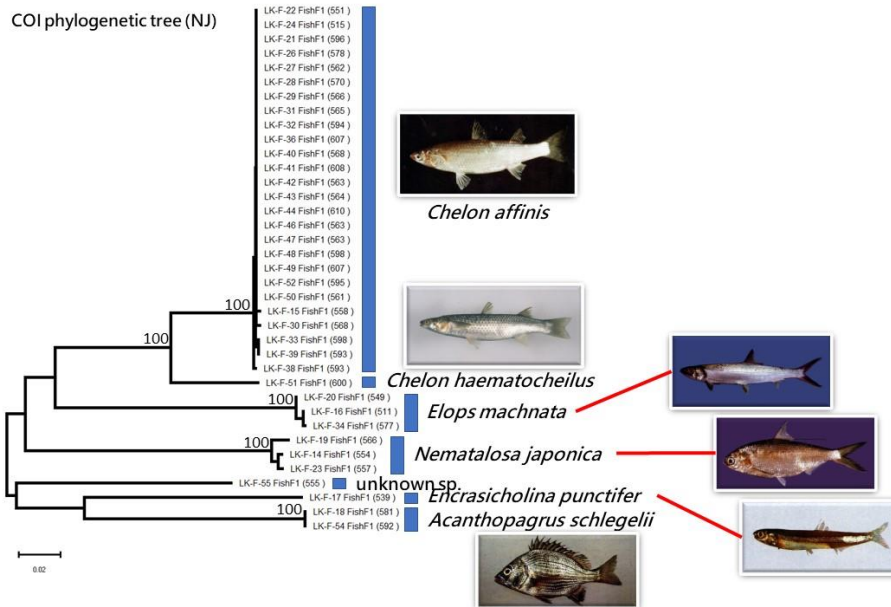 COI phylogenetic tree (NJ)
LK-F-22 FishF1 (551 )
LK-F-24 FishF1 (515 )
LK-F-21 FishF1 (596 )
LK-F-26 FishF1 (578 )
LK-F-27 FishF1 (562 )
LK-F-28 FishF1 (570 )
LK-F-29 FishF1 (566 )
LK-F-31 FishF1 (565 )
LK-F-32 FishF1 (594 )
LK-F-36 FishF1 (607 )
LK-F-40 FishF1 (568 )
LK-F-41 FishF1 (608 )
LK-F-42 FishF1 (563 )
LK-F-43 FishF1 (564 )
LK-F-44 FishF1 (610 )
LK-F-46 FishF1 (563 )
LK-F-47 FishF1 (563 )
LK-F-48 FishF1 (598 )
LK-F-49 FishF1 (607 )
LK-F-52 FishF1 (595 )
LK-F-50 FishF1 (561 )
LK-F-15 FishF1 (558 )
LK-F-30 FishF1 (568 )
LK-F-33 FishF1 (598 )
LK-F-39 FishF1 (593 )
LK-F-38 FishF1 (593 )
LK-F-51 FishF1 (600 )
LK-F-20 FishF1 (549 )
LK-F-16 FishF1 (511 )
LK-F-34 FishF1 (577 )
LK-F-19 FishF1 (566 )
LK-F-14 FishF1 (554 )
LK-F-23 FishF1 (557 )
LK-F-55 FishF1 (555 )
LK-F-17 FishF1 (539 )
LK-F-18 FishF1 (581 )
LK-F-54 FishF1 (592 )
100
100
100
100
100
Chelon affinis
Chelon haematocheilus
Elops machnata
Nematalosa japonica
unknown sp.
Encrasicholina punctifer
Acanthopagrus schlegelii
0.02